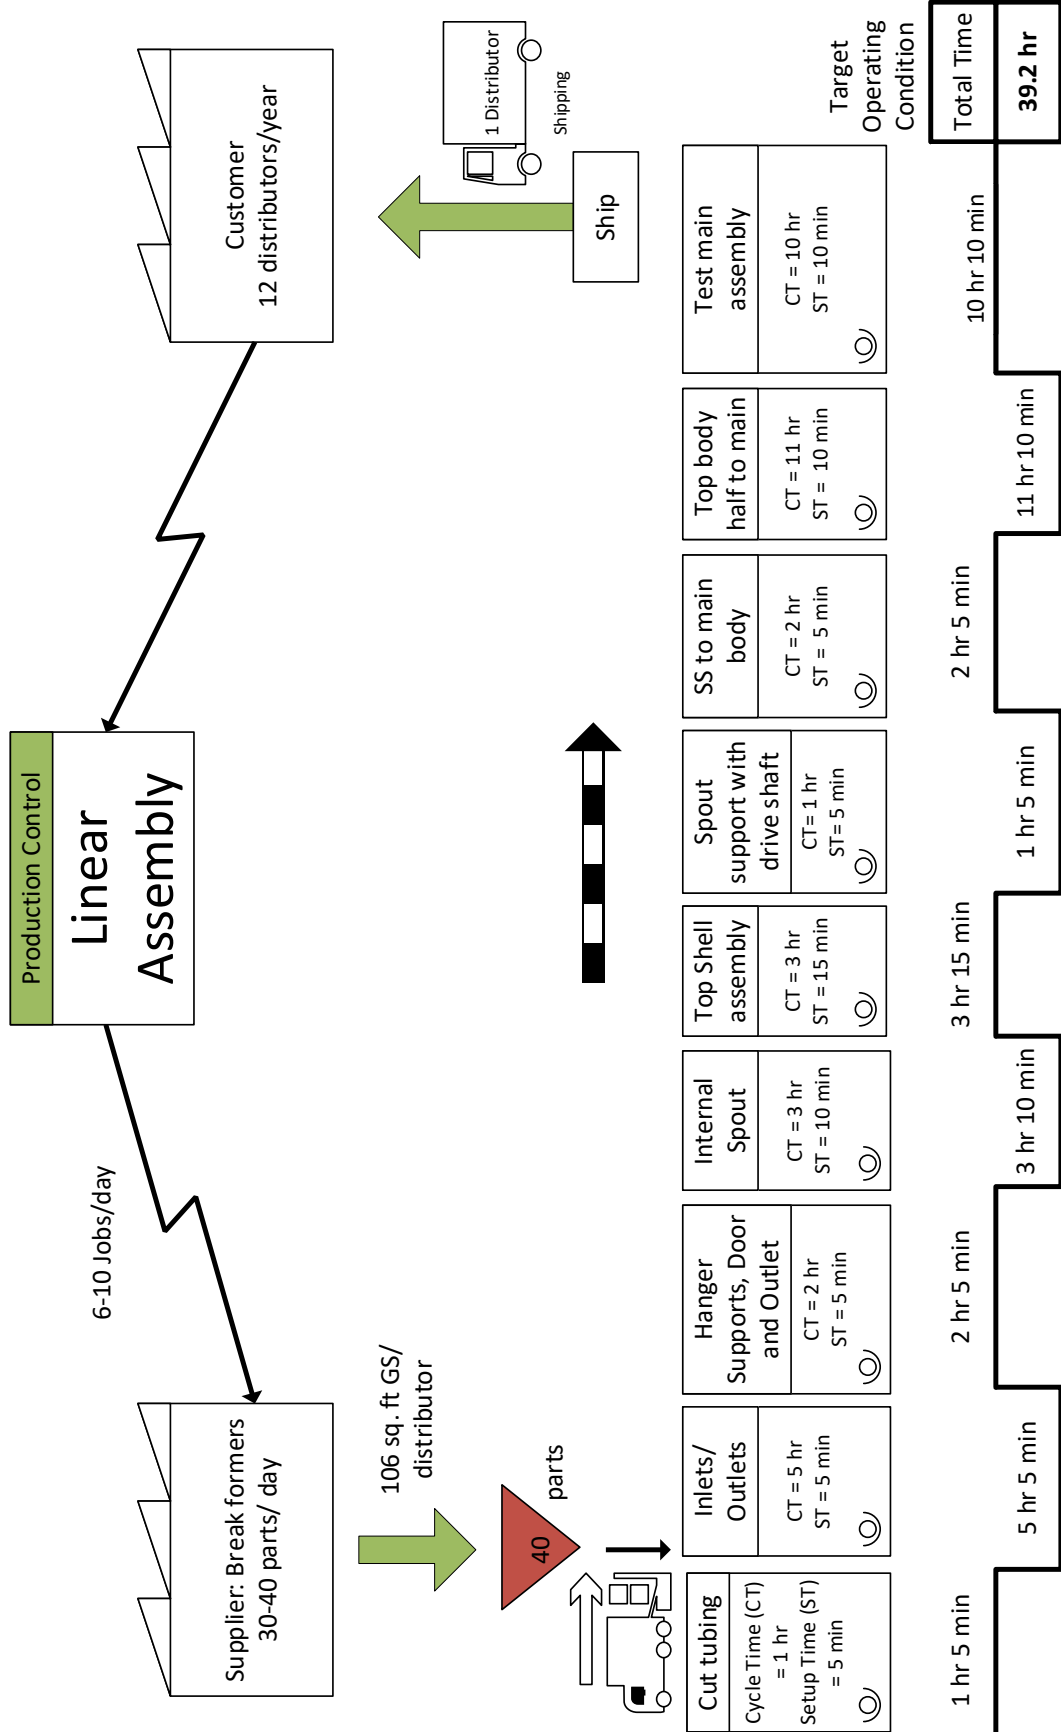 Production Control
Linear
Assembly
Supplier: Break formers
30-40 parts/ day
6-10 Jobs/day
Customer
12 distributors/year
106 sq. ft GS/
distributor
40
parts
1 Distributor
Shipping
Ship
Cut tubing
Cycle Time (CT)
= 1 hr
Setup Time (ST)
= 5 min
Inlets/
Outlets
CT = 5 hr
ST = 5 min
Hanger
Supports, Door
and Outlet
CT = 2 hr
ST = 5 min
Internal
Spout
CT = 3 hr
ST = 10 min
Top Shell
assembly
CT = 3 hr
ST = 15 min
Spout
support with
drive shaft
CT= 1 hr
ST= 5 min
SS to main
body
CT = 2 hr
ST = 5 min
Top body
half to main
CT = 11 hr
ST = 10 min
Test main
assembly
CT = 10 hr
ST = 10 min
Target
Operating
Condition
1 hr 5 min
5 hr 5 min
2 hr 5 min
3 hr 10 min
3 hr 15 min
1 hr 5 min
2 hr 5 min
11 hr 10 min
10 hr 10 min
Total Time
39.2 hr